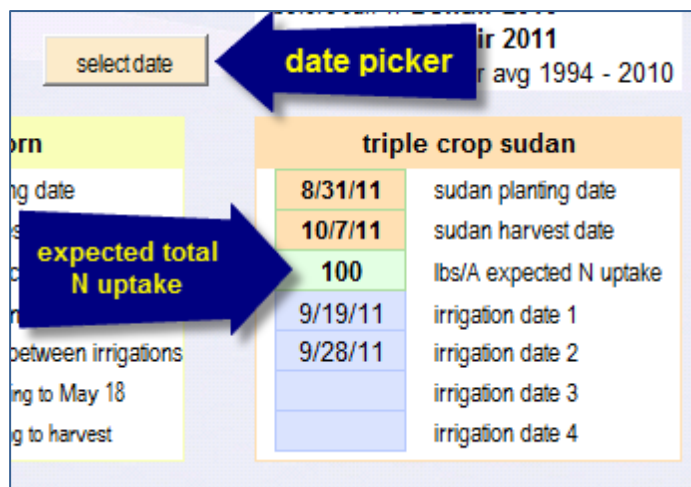 ir 2011
select date
date picker
r avg 1994 - 2010
orn
triple crop sudan
ng date
8/31/11 sudan planting date
10/7/11 sudan harvest date
expected total
N uptake
100 lbs/A expected N uptake
9/19/11 irrigation date 1
between irrigations
9/28/11 irrigation date 2
ing to May 18
irrigation date 3
g to harvest
irrigation date 4